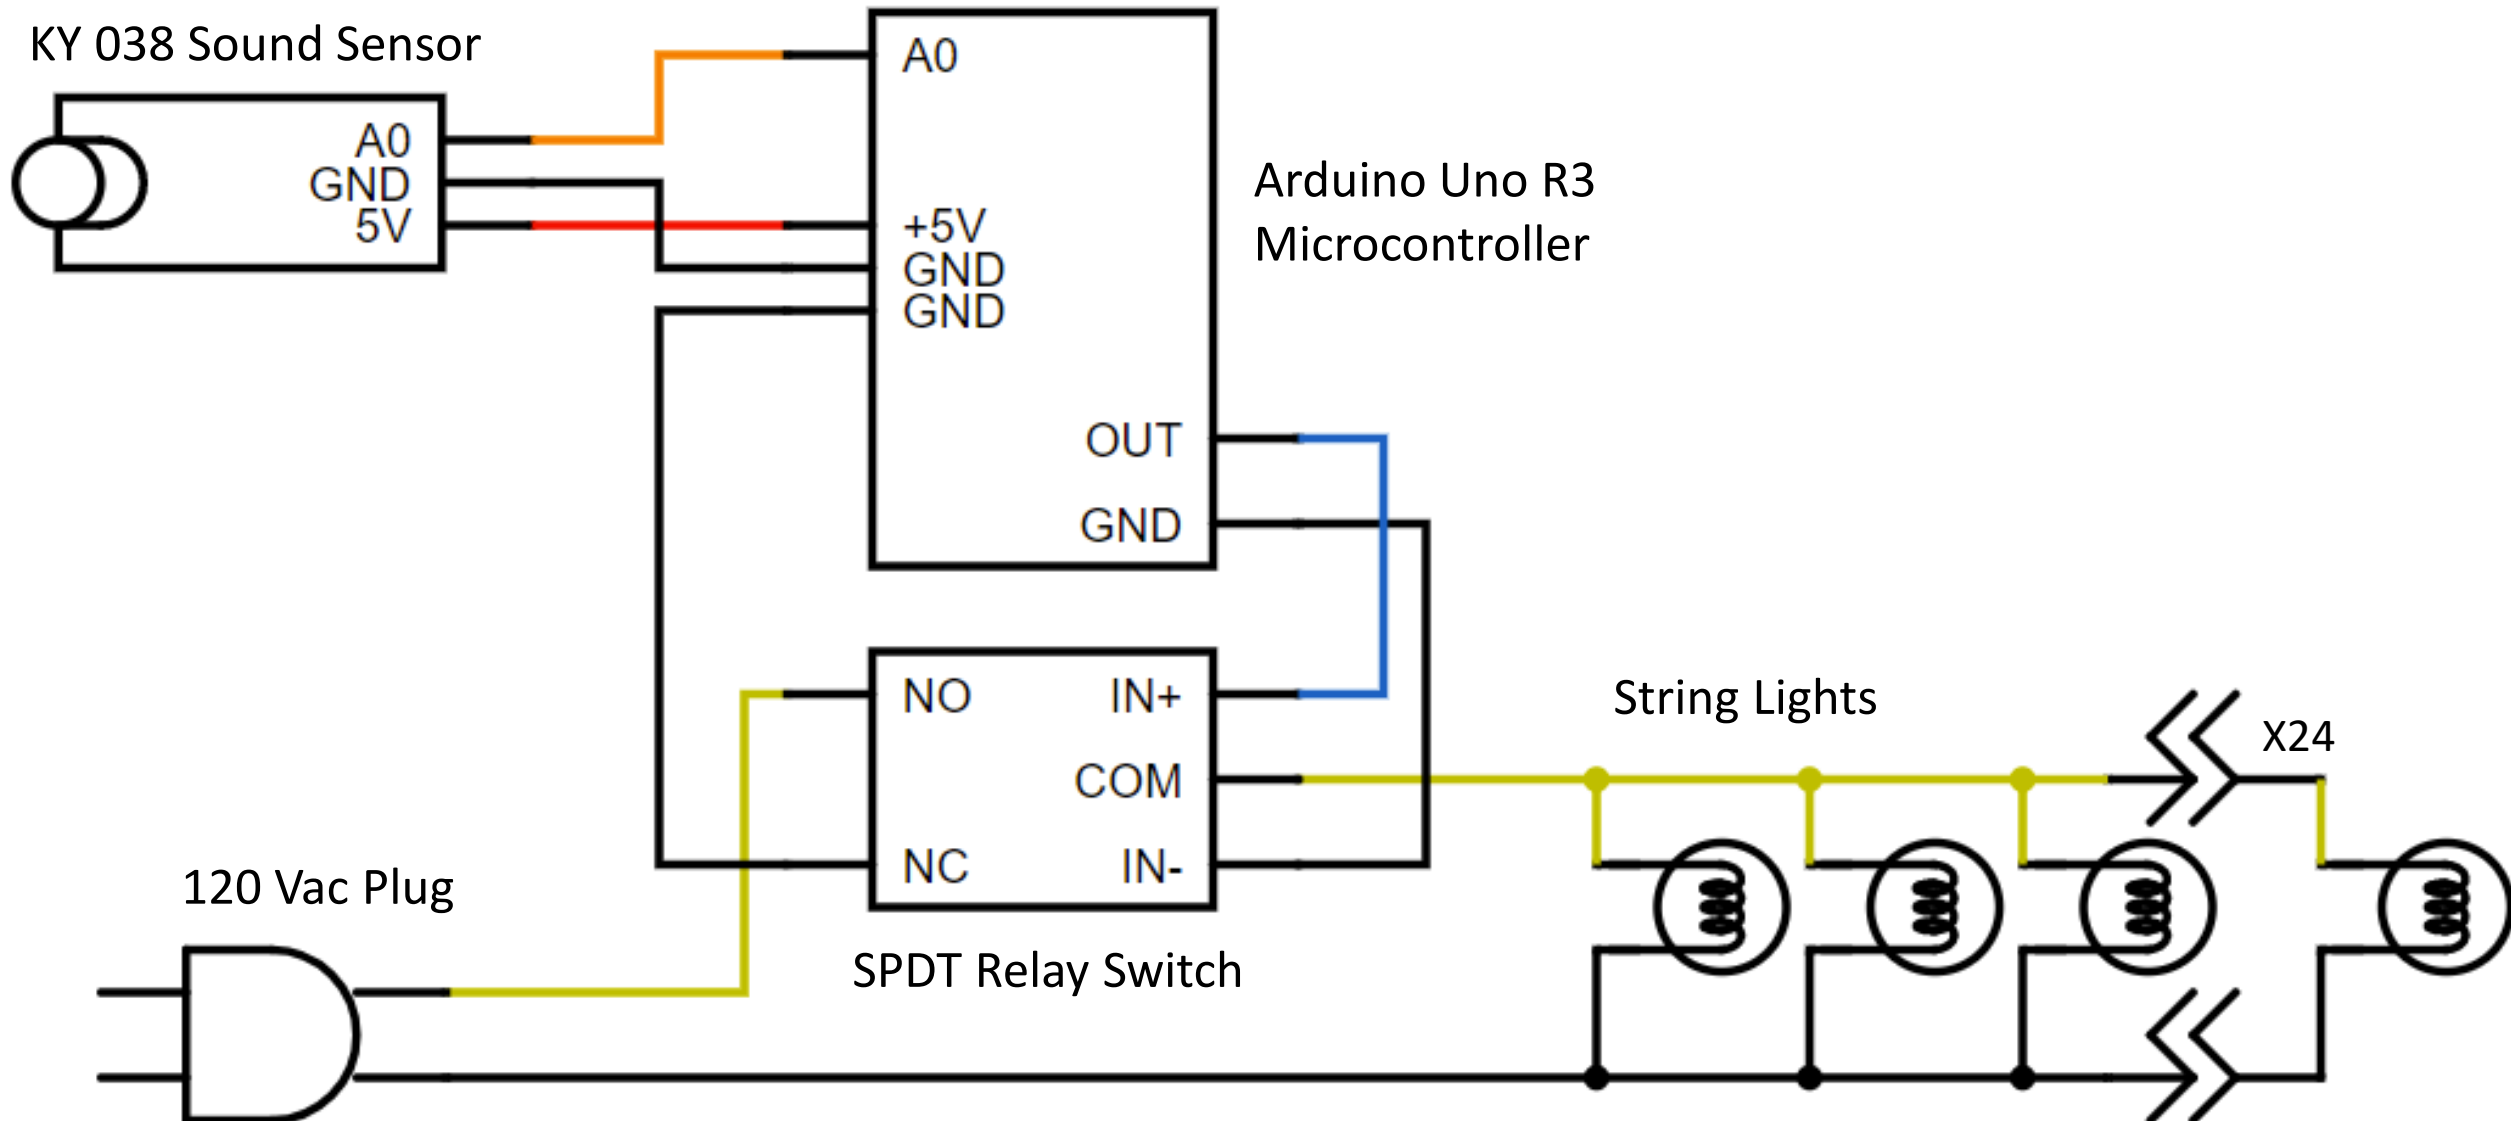 KY 038 Sound Sensor
A0
GND
5V
A0
+5V
GND
GND
OUT
GND
Arduino Uno R3
Microcontroller
NO
NC
IN+
COM
IN-
SPDT Relay Switch
String Lights
X24
120 Vac Plug